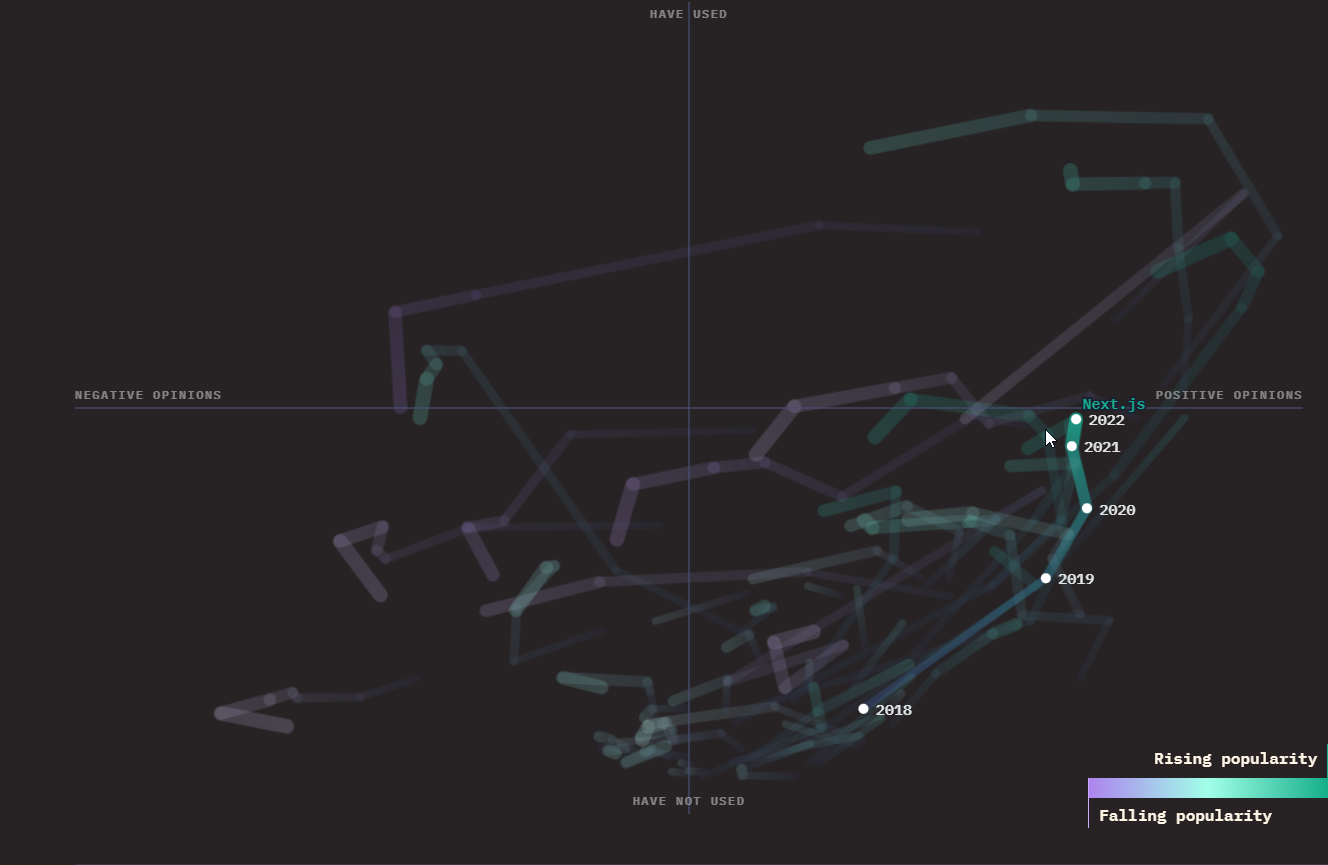 HAVE USED
NEGATIVE OPINIONS
POSITIVE OPINIONS
Next.js
2022
2021
2020
2019
2018
Rising popularity
HAVE NOT USED
Falling popularity